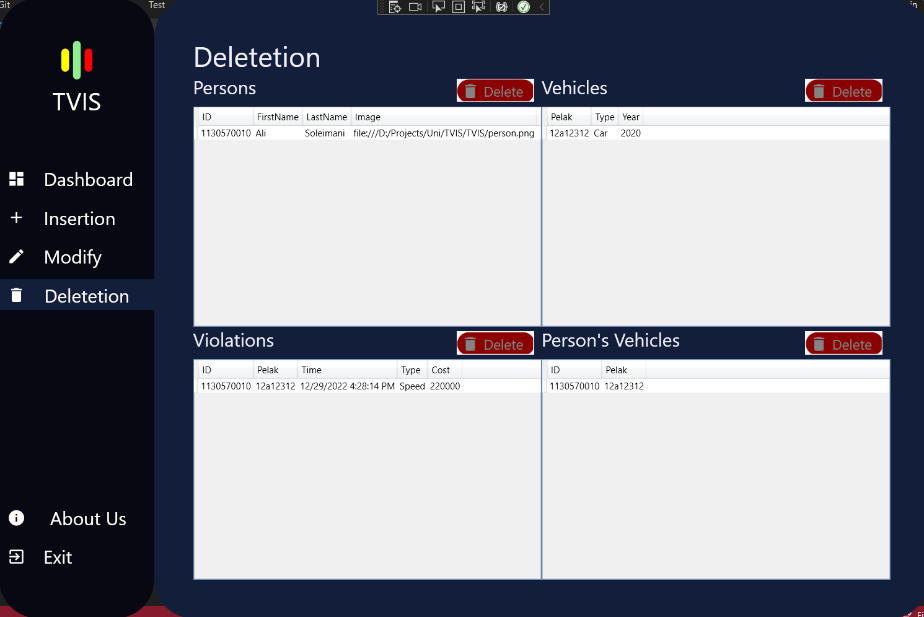 Git
Test
in
TVIS
Dashboard
Insertion
Modify
Deletetion
About Us
Exit
Deletetion
Persons
Delete
ID FirstName LastName Image
1130570010 Ali Soleimani file:///D:/Projects/Uni/TVIS/TVIS/person.png
Vehicles
Delete
Pelak Type Year
12a12312 Car 2020
Violations
Delete
ID Pelak Time Type Cost
1130570010 12a12312 12/29/2022 4:28:14 PM Speed 220000
Person's Vehicles
Delete
ID Pelak
1130570010 12a12312